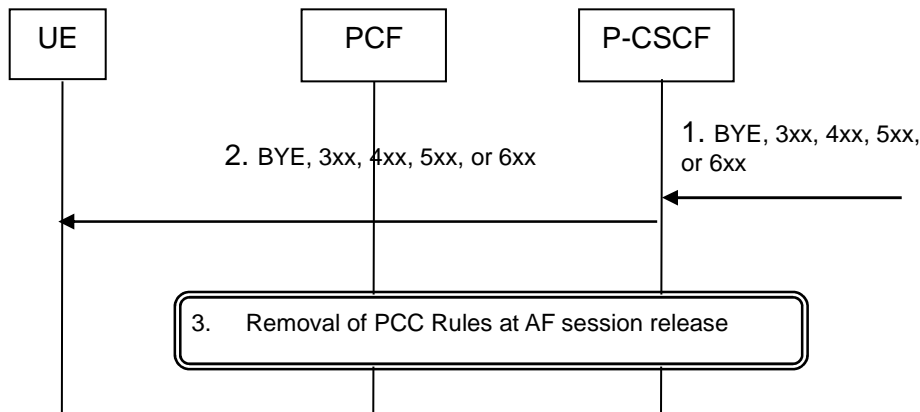 UE
PCF
P-CSCF
1. BYE, 3xx, 4xx, 5xx,
or 6xx
2. BYE, 3xx, 4xx, 5xx, or 6xx
3. Removal of PCC Rules at AF session release